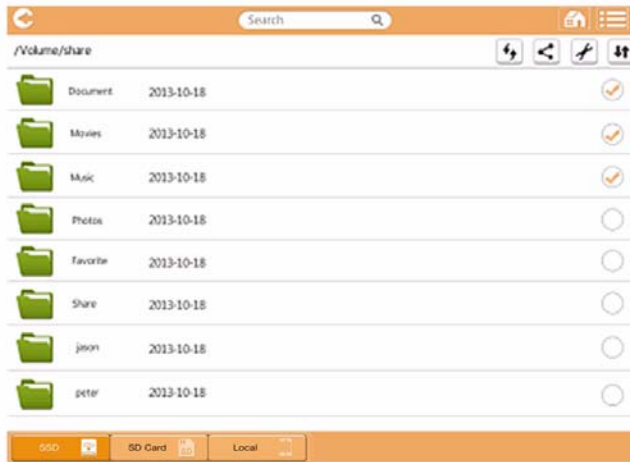 Search
/Volume/share
Document 2013-10-18
Movies 2013-10-18
Music 2013-10-18
Photos 2013-10-18
Favorite 2013-10-18
Share 2013-10-18
jason 2013-10-18
peter 2013-10-18
SSD SD Card Local